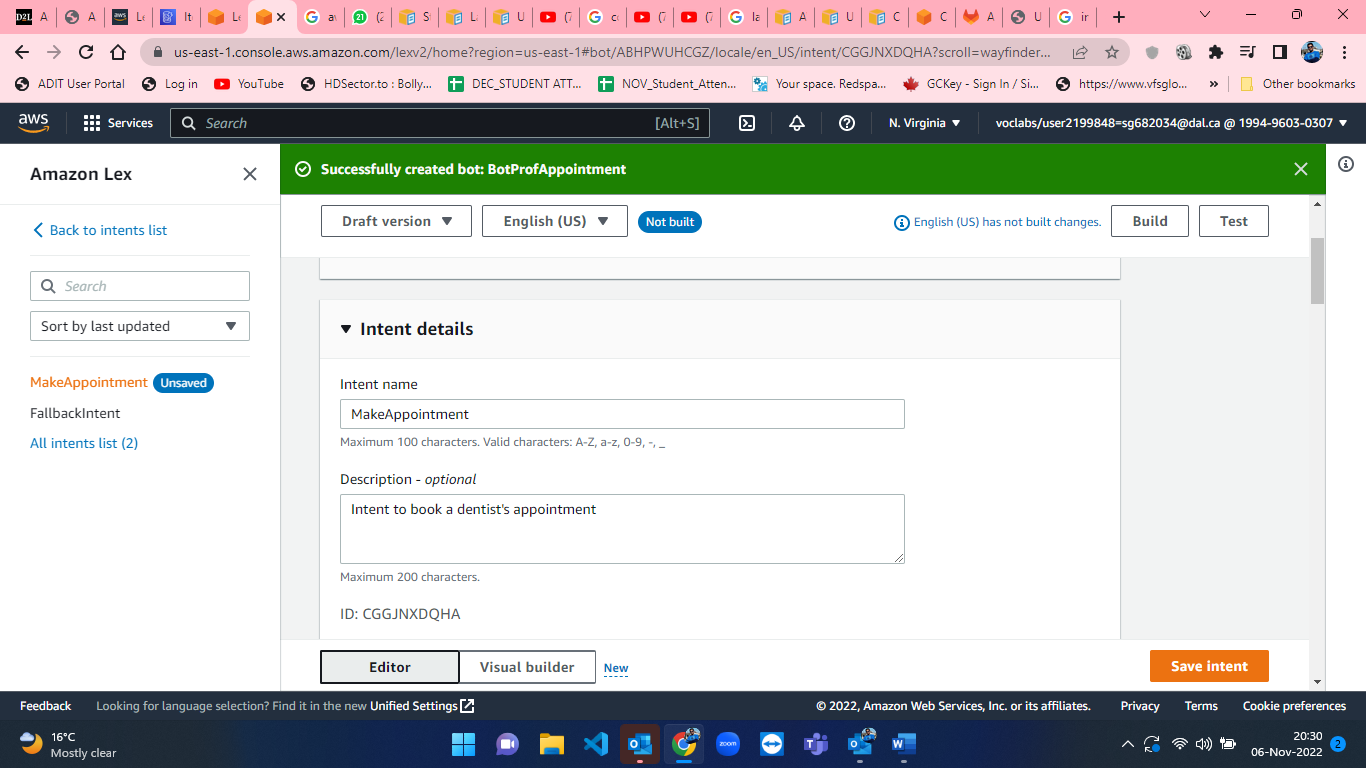 D2L A
A
aws Le
It
Le
G a
(2
S
La
U
(7
G c
(7
(7
G la
A
U
C
C
A
U
G ir
us-east-1.console.aws.amazon.com/lexv2/home?region=us-east-1#bot/ABHPWUHCGZ/locale/en_US/intent/CGGJNXDQHA?scroll=wayfinder...
ADIT User Portal Log in YouTube HDSector.to : Bolly... DEC_STUDENT ATT... NOV_Student_Atten... Your space. Redspa... GCKey - Sign In / Si... https://www.vfsglo... » Other bookmarks
aws Services Search [Alt+S] N. Virginia voclabs/user2199848=sg682034@dal.ca @ 1994-9603-0307
Amazon Lex
Successfully created bot: BotProfAppointment
Back to intents list
Draft version English (US) Not built English (US) has not built changes. Build Test
Search
Sort by last updated
MakeAppointment Unsaved
FallbackIntent
All intents list (2)
Intent details
Intent name
MakeAppointment
Maximum 100 characters. Valid characters: A-Z, a-z, 0-9, -, _
Description - optional
Intent to book a dentist's appointment
Maximum 200 characters.
ID: CGGJNXDQHA
Editor Visual builder New Save intent
Feedback Looking for language selection? Find it in the new Unified Settings © 2022, Amazon Web Services, Inc. or its affiliates. Privacy Terms Cookie preferences
16°C
Mostly clear
zoom
20:30
06-Nov-2022 2